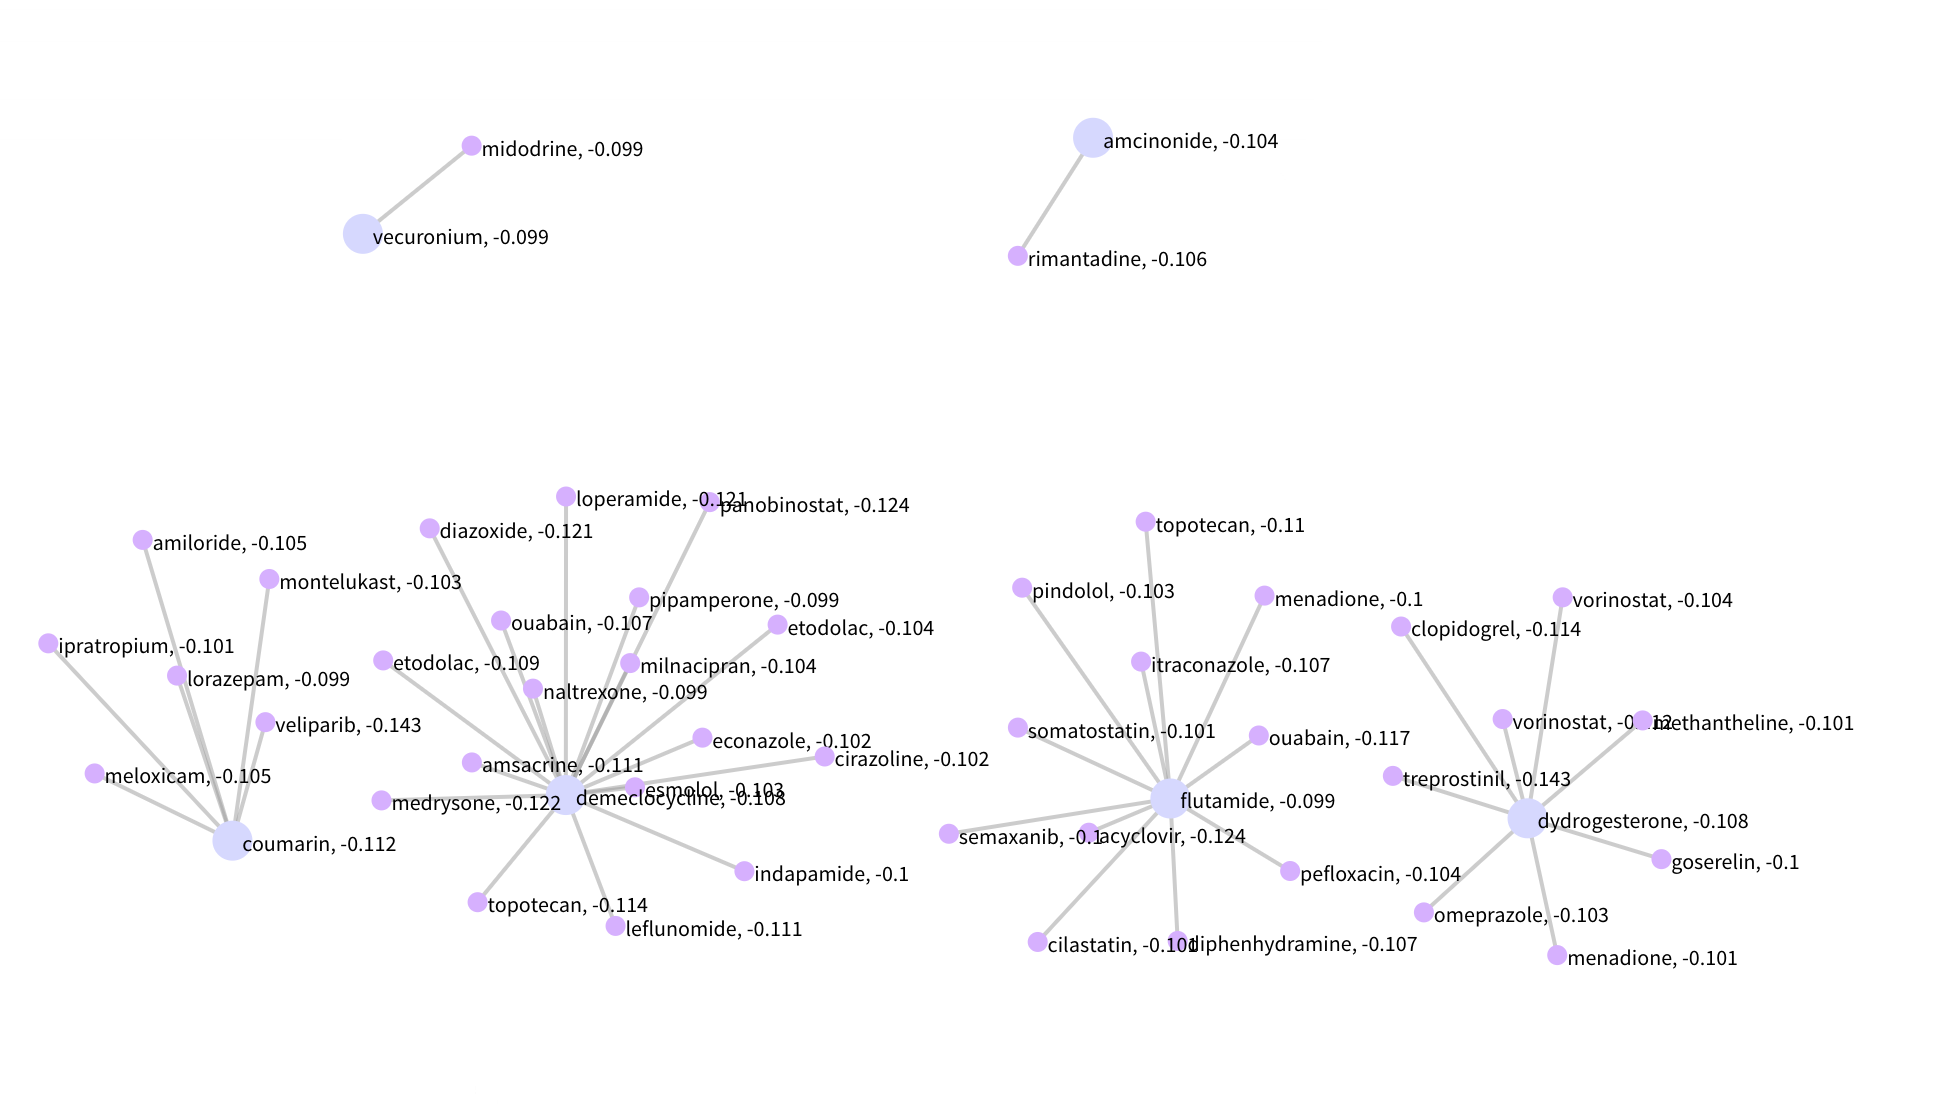 midodrine, -0.099
vecuronium, -0.099
amcinonide, -0.104
rimantadine, -0.106
amiloride, -0.105
montelukast, -0.103
ipratropium, -0.101
lorazepam, -0.099
veliparib, -0.143
meloxicam, -0.105
coumarin, -0.112
loperamide, -0.121
panobinostat, -0.124
diazoxide, -0.121
pipamperone, -0.099
ouabain, -0.107
etodolac, -0.104
etodolac, -0.109
milnacipran, -0.104
naltrexone, -0.099
econazole, -0.102
cirazoline, -0.102
amsacrine, -0.111
esmolol, -0.103
demeclocycline, -0.108
medrysone, -0.122
indapamide, -0.1
topotecan, -0.114
leflunomide, -0.111
topotecan, -0.11
pindolol, -0.103
menadione, -0.1
itraconazole, -0.107
somatostatin, -0.101
ouabain, -0.117
flutamide, -0.099
semaxanib, -0.1
acyclovir, -0.124
pefloxacin, -0.104
cilastatin, -0.101
diphenhydramine, -0.107
vorinostat, -0.104
clopidogrel, -0.114
vorinostat, -0.112
methantheline, -0.101
treprostinil, -0.143
dydrogesterone, -0.108
goserelin, -0.1
omeprazole, -0.103
menadione, -0.101